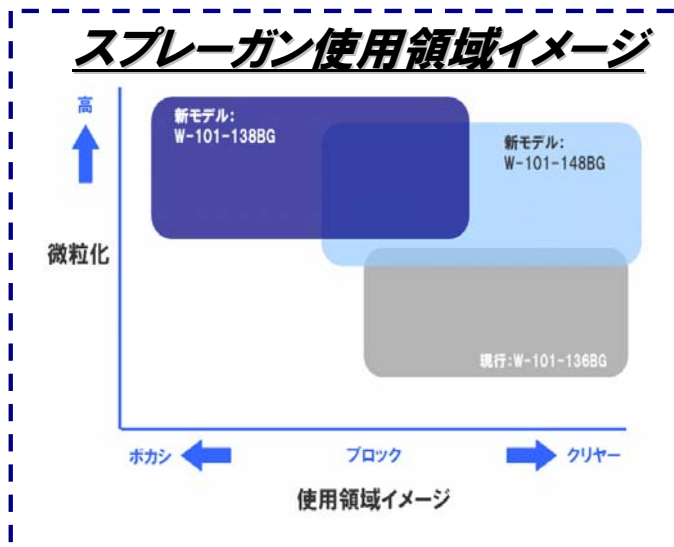 スプレーガン使用領域イメージ
高
新モデル:
W-101-138BG
新モデル:
W-101-148BG
微粒化
現行:W-101-136BG
ボカシ
ブロック
クリヤー
使用領域イメージ